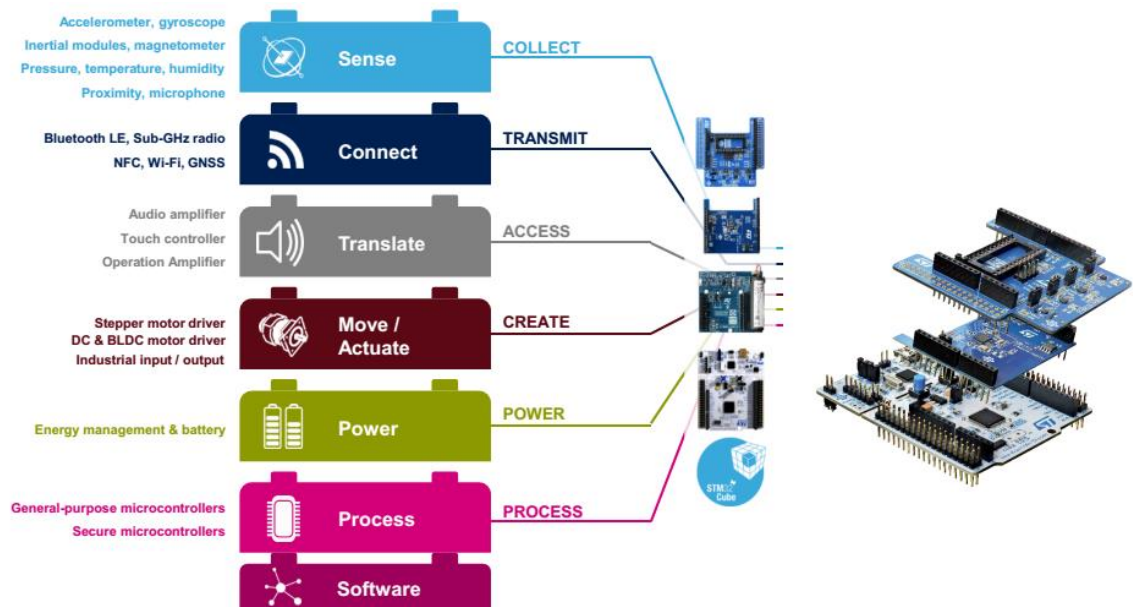 Accelerometer, gyroscope
Inertial modules, magnetometer
Pressure, temperature, humidity
Proximity, microphone
Sense
COLLECT
Bluetooth LE, Sub-GHz radio
NFC, Wi-Fi, GNSS
Connect
TRANSMIT
Audio amplifier
Touch controller
Operation Amplifier
Translate
ACCESS
Stepper motor driver
DC & BLDC motor driver
Industrial input / output
Move /
Actuate
CREATE
Energy management & battery
Power
POWER
General-purpose microcontrollers
Secure microcontrollers
Process
PROCESS
STM32
Cube
Software